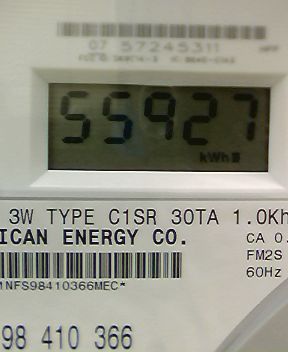 07 57245311
55927
kWh
3W TYPE C1SR 30TA 1.0Kh
ICAN ENERGY CO.
CA 0.
FM2S
60Hz
NFS98410366MEC*
98 410 366